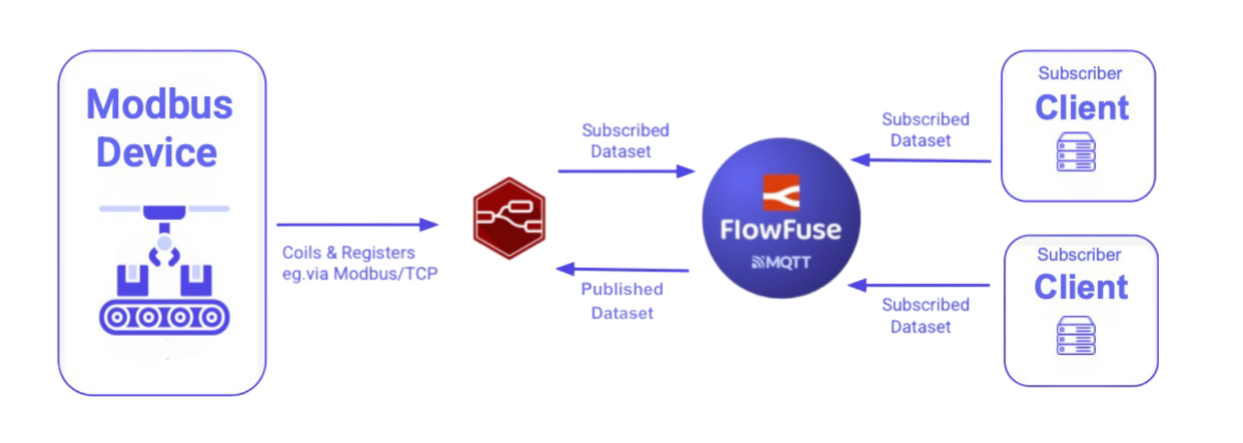 Modbus
Device
Coils & Registers
eg.via Modbus/TCP
Subscribed
Dataset
Published
Dataset
FlowFuse
MQTT
Subscribed
Dataset
Subscribed
Dataset
Subscriber
Client
Subscriber
Client